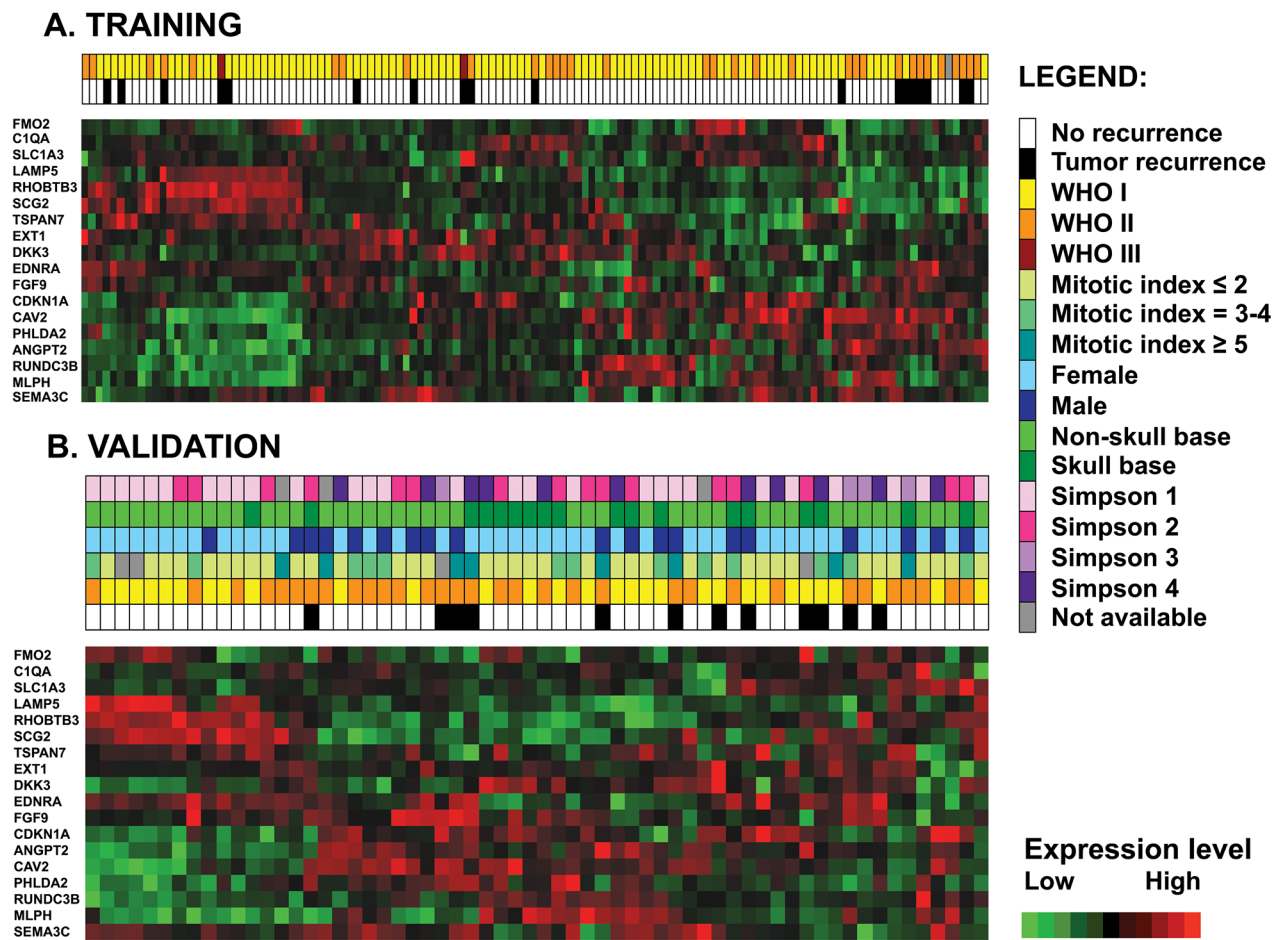 A. TRAINING
FMO2
C1QA
SLC1A3
LAMP5
RHOBTB3
SCG2
TSPAN7
EXT1
DKK3
EDNRA
FGF9
CDKN1A
CAV2
PHLDA2
ANGPT2
RUNDC3B
MLPH
SEMA3C
B. VALIDATION
FMO2
C1QA
SLC1A3
LAMP5
RHOBTB3
SCG2
TSPAN7
EXT1
DKK3
EDNRA
FGF9
CDKN1A
ANGPT2
CAV2
PHLDA2
RUNDC3B
MLPH
SEMA3C
LEGEND:
No recurrence
Tumor recurrence
WHO I
WHO II
WHO III
Mitotic index ≤ 2
Mitotic index = 3-4
Mitotic index ≥ 5
Female
Male
Non-skull base
Skull base
Simpson 1
Simpson 2
Simpson 3
Simpson 4
Not available
Expression level
Low High